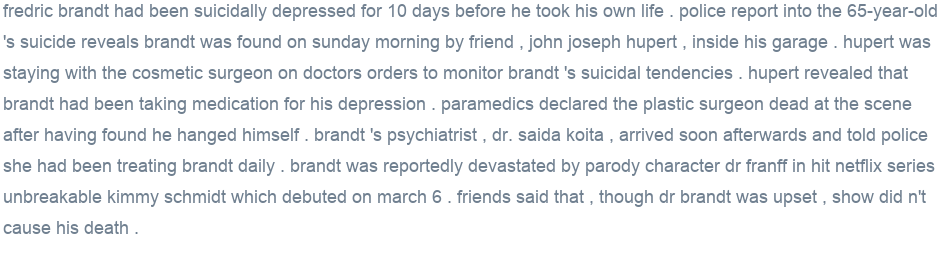 fredric brandt had been suicidally depressed for 10 days before he took his own life . police report into the 65-year-old
's suicide reveals brandt was found on sunday morning by friend , john joseph hupert , inside his garage . hupert was
staying with the cosmetic surgeon on doctors orders to monitor brandt 's suicidal tendencies . hupert revealed that
brandt had been taking medication for his depression . paramedics declared the plastic surgeon dead at the scene
after having found he hanged himself . brandt 's psychiatrist , dr. saida koita , arrived soon afterwards and told police
she had been treating brandt daily . brandt was reportedly devastated by parody character dr franff in hit netflix series
unbreakable kimmy schmidt which debuted on march 6 . friends said that , though dr brandt was upset , show did n't
cause his death .